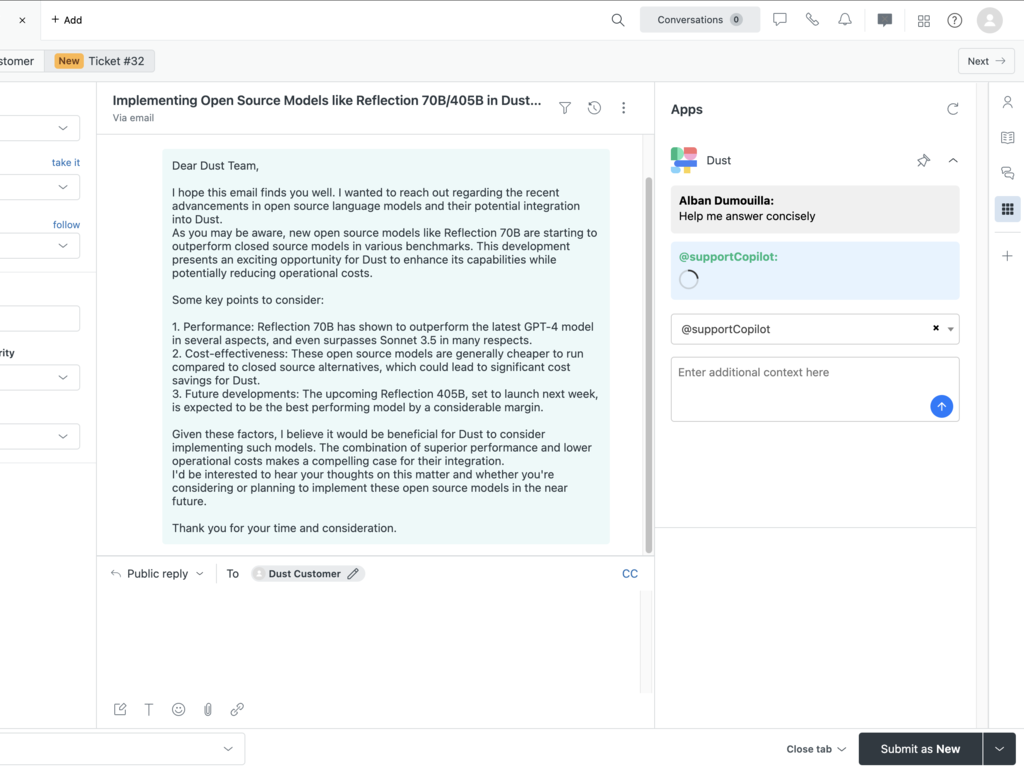 × + Add
Conversations 0
stomer
New Ticket #32
Next →
take it
follow
rity
Implementing Open Source Models like Reflection 70B/405B in Dust...
Via email
Dear Dust Team,
I hope this email finds you well. I wanted to reach out regarding the recent
advancements in open source language models and their potential integration
into Dust.
As you may be aware, new open source models like Reflection 70B are starting to
outperform closed source models in various benchmarks. This development
presents an exciting opportunity for Dust to enhance its capabilities while
potentially reducing operational costs.
Some key points to consider:
1. Performance: Reflection 70B has shown to outperform the latest GPT-4 model
in several aspects, and even surpasses Sonnet 3.5 in many respects.
2. Cost-effectiveness: These open source models are generally cheaper to run
compared to closed source alternatives, which could lead to significant cost
savings for Dust.
3. Future developments: The upcoming Reflection 405B, set to launch next week,
is expected to be the best performing model by a considerable margin.
Given these factors, I believe it would be beneficial for Dust to consider
implementing such models. The combination of superior performance and lower
operational costs makes a compelling case for their integration.
I'd be interested to hear your thoughts on this matter and whether you're
considering or planning to implement these open source models in the near
future.
Thank you for your time and consideration.
Public reply
To
Dust Customer
CC
Apps
Dust
Alban Dumouilla:
Help me answer concisely
@supportCopilot:
@supportCopilot
Enter additional context here
Close tab
Submit as New